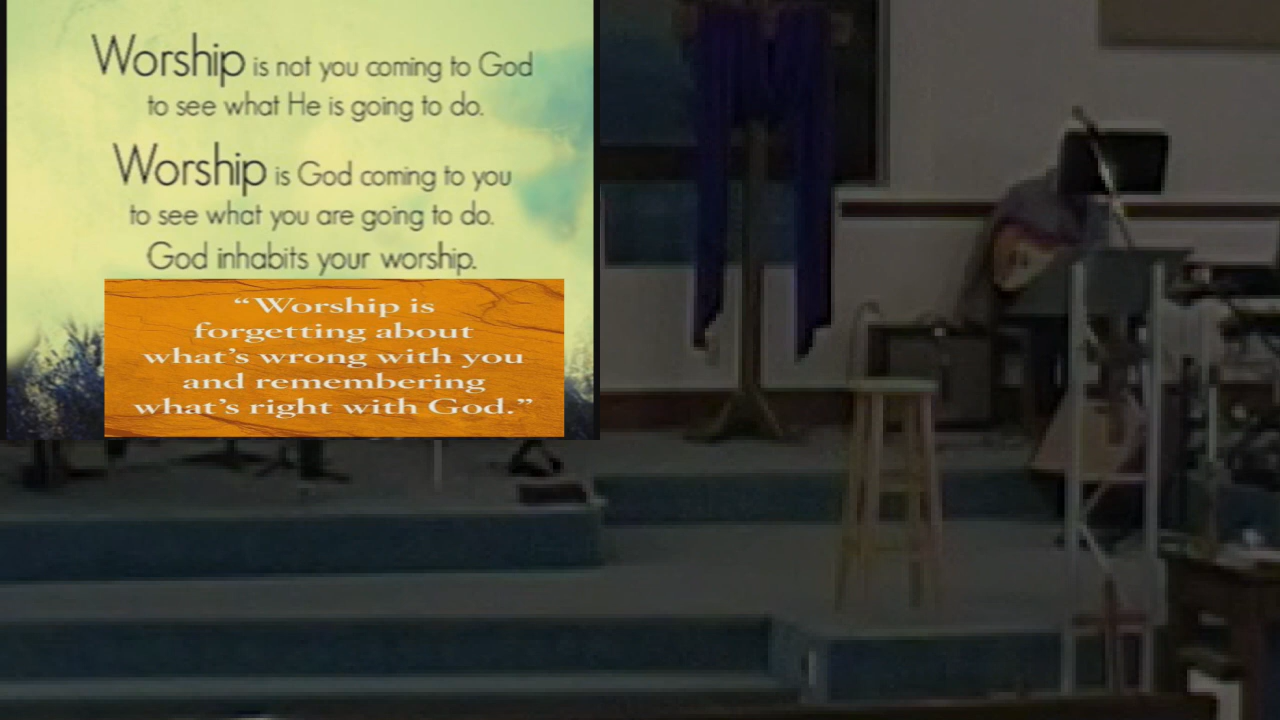 Worship is not you coming to God
to see what He is going to do.
Worship is God coming to you
to see what you are going to do.
God inhabits your worship.
“Worship is
forgetting about
what’s wrong with you
and remembering
what’s right with God.”